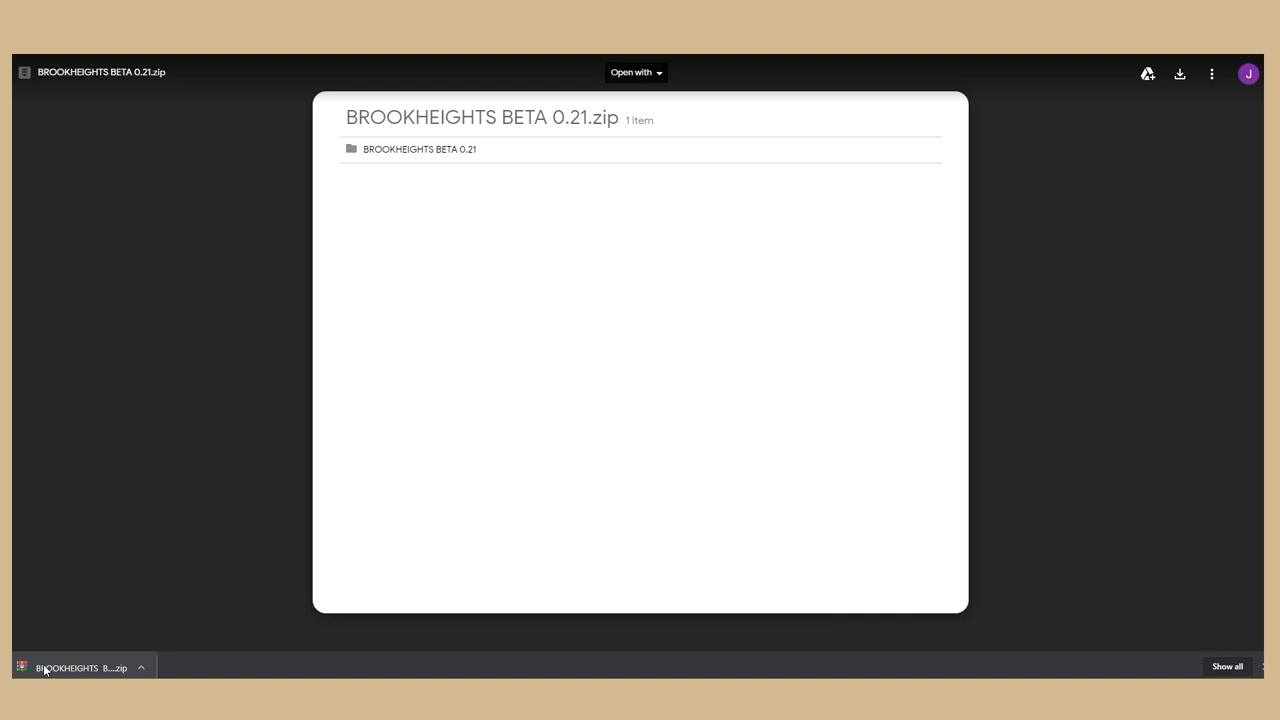 BROOKHEIGHTS BETA 0.21.zip
Open with
J
BROOKHEIGHTS BETA 0.21.zip 1 item
BROOKHEIGHTS BETA 0.21
BROOKHEIGHTS B....zip
Show all